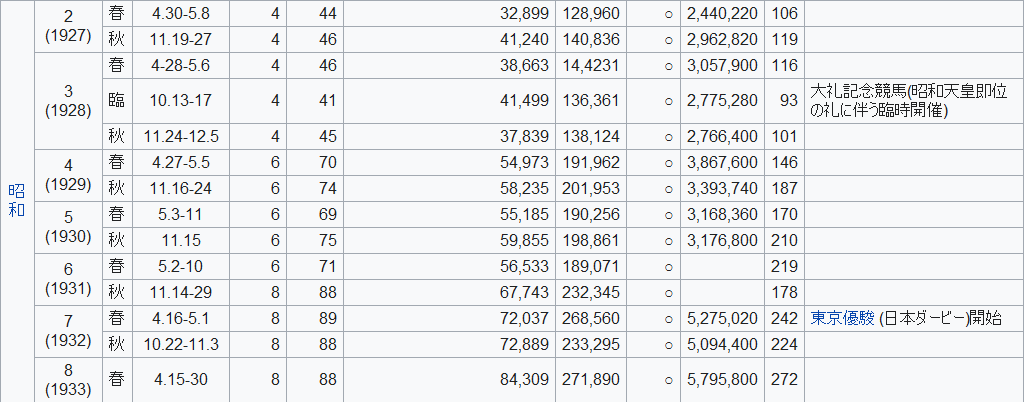 昭和
2 (1927) 春 4.30-5.8 4 44 32,899 128,960 ○ 2,440,220 106
秋 11.19-27 4 46 41,240 140,836 ○ 2,962,820 119
3 (1928) 春 4-28-5.6 4 46 38,663 14,4231 ○ 3,057,900 116
臨 10.13-17 4 41 41,499 136,361 ○ 2,775,280 93 大礼記念競馬(昭和天皇即位
の礼に伴う臨時開催)
秋 11.24-12.5 4 45 37,839 138,124 ○ 2,766,400 101
4 (1929) 春 4.27-5.5 6 70 54,973 191,962 ○ 3,867,600 146
秋 11.16-24 6 74 58,235 201,953 ○ 3,393,740 187
5 (1930) 春 5.3-11 6 69 55,185 190,256 ○ 3,168,360 170
秋 11.15 6 75 59,855 198,861 ○ 3,176,800 210
6 (1931) 春 5.2-10 6 71 56,533 189,071 ○ 219
秋 11.14-29 8 88 67,743 232,345 ○ 178
7 (1932) 春 4.16-5.1 8 89 72,037 268,560 ○ 5,275,020 242 東京優駿 (日本ダービー)開始
秋 10.22-11.3 8 88 72,889 233,295 ○ 5,094,400 224
8 (1933) 春 4.15-30 8 88 84,309 271,890 ○ 5,795,800 272